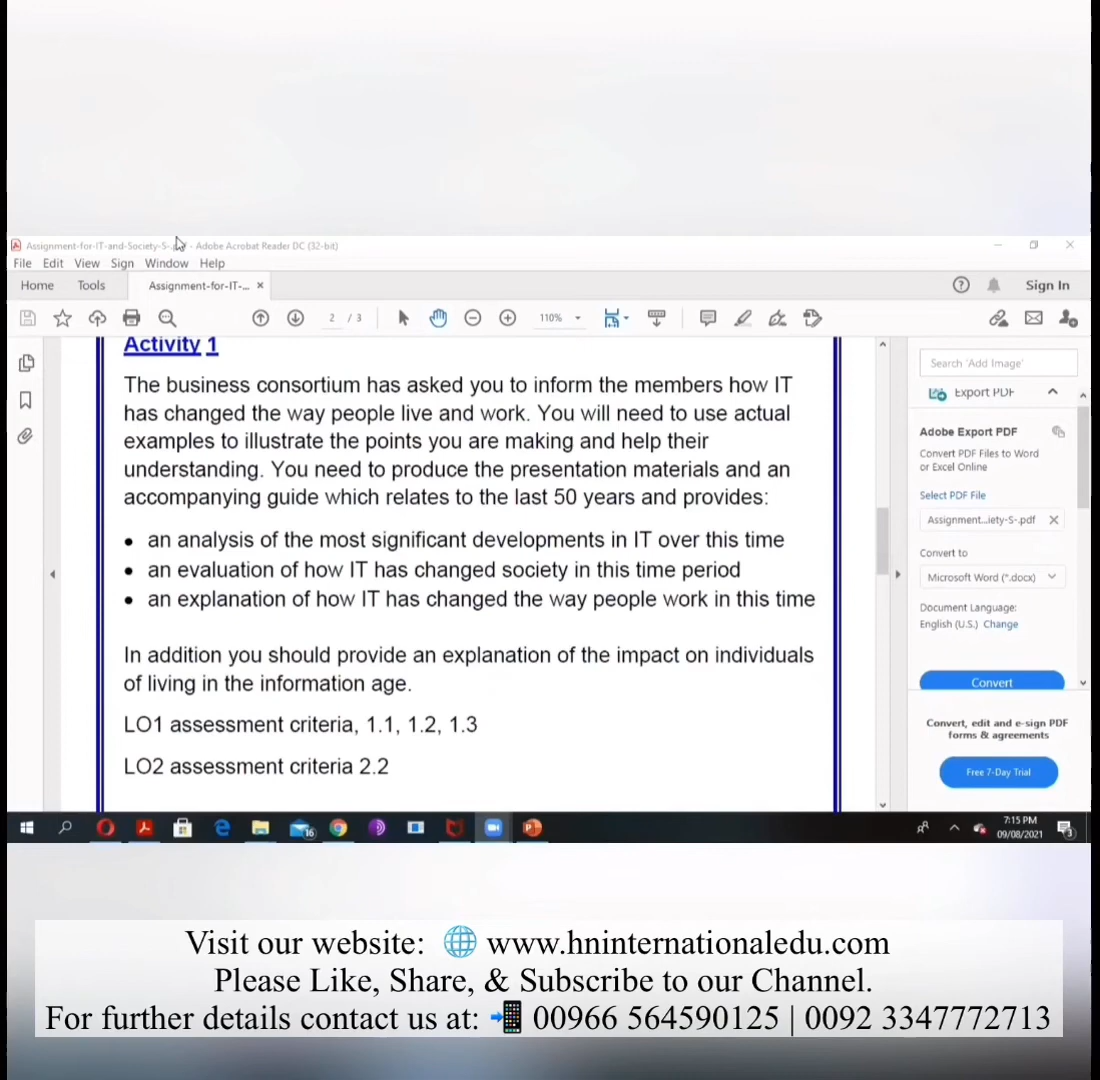 Assignment-for-IT-and-Society-S-.pdf - Adobe Acrobat Reader DC (32-bit)
File Edit View Sign Window Help
Home Tools Assignment-for-IT-... × Sign In
2 / 3 110%
Activity 1
The business consortium has asked you to inform the members how IT
has changed the way people live and work. You will need to use actual
examples to illustrate the points you are making and help their
understanding. You need to produce the presentation materials and an
accompanying guide which relates to the last 50 years and provides:
• an analysis of the most significant developments in IT over this time
• an evaluation of how IT has changed society in this time period
• an explanation of how IT has changed the way people work in this time
In addition you should provide an explanation of the impact on individuals
of living in the information age.
LO1 assessment criteria, 1.1, 1.2, 1.3
LO2 assessment criteria 2.2
Search 'Add Image'
Export PDF
Adobe Export PDF
Convert PDF Files to Word
or Excel Online
Select PDF File
Assignment...iety-S-.pdf
Convert to
Microsoft Word (*.docx)
Document Language:
English (U.S.) Change
Convert
Convert, edit and e-sign PDF
forms & agreements
Free 7-Day Trial
16
7:15 PM
09/08/2021
3
Visit our website: www.hninternationaledu.com
Please Like, Share, & Subscribe to our Channel.
For further details contact us at: 00966 564590125 | 0092 3347772713